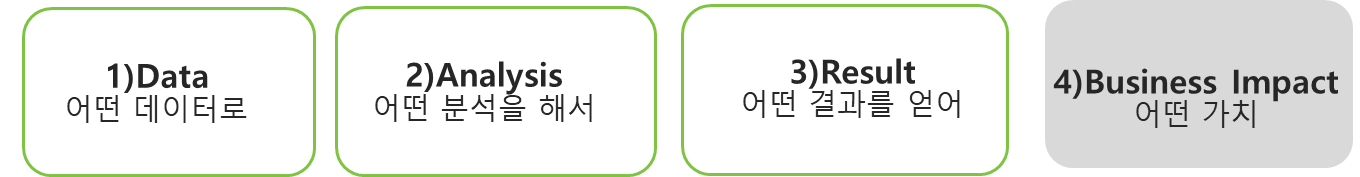 1)Data
어떤 데이터로
2)Analysis
어떤 분석을 해서
3)Result
어떤 결과를 얻어
4)Business Impact
어떤 가치